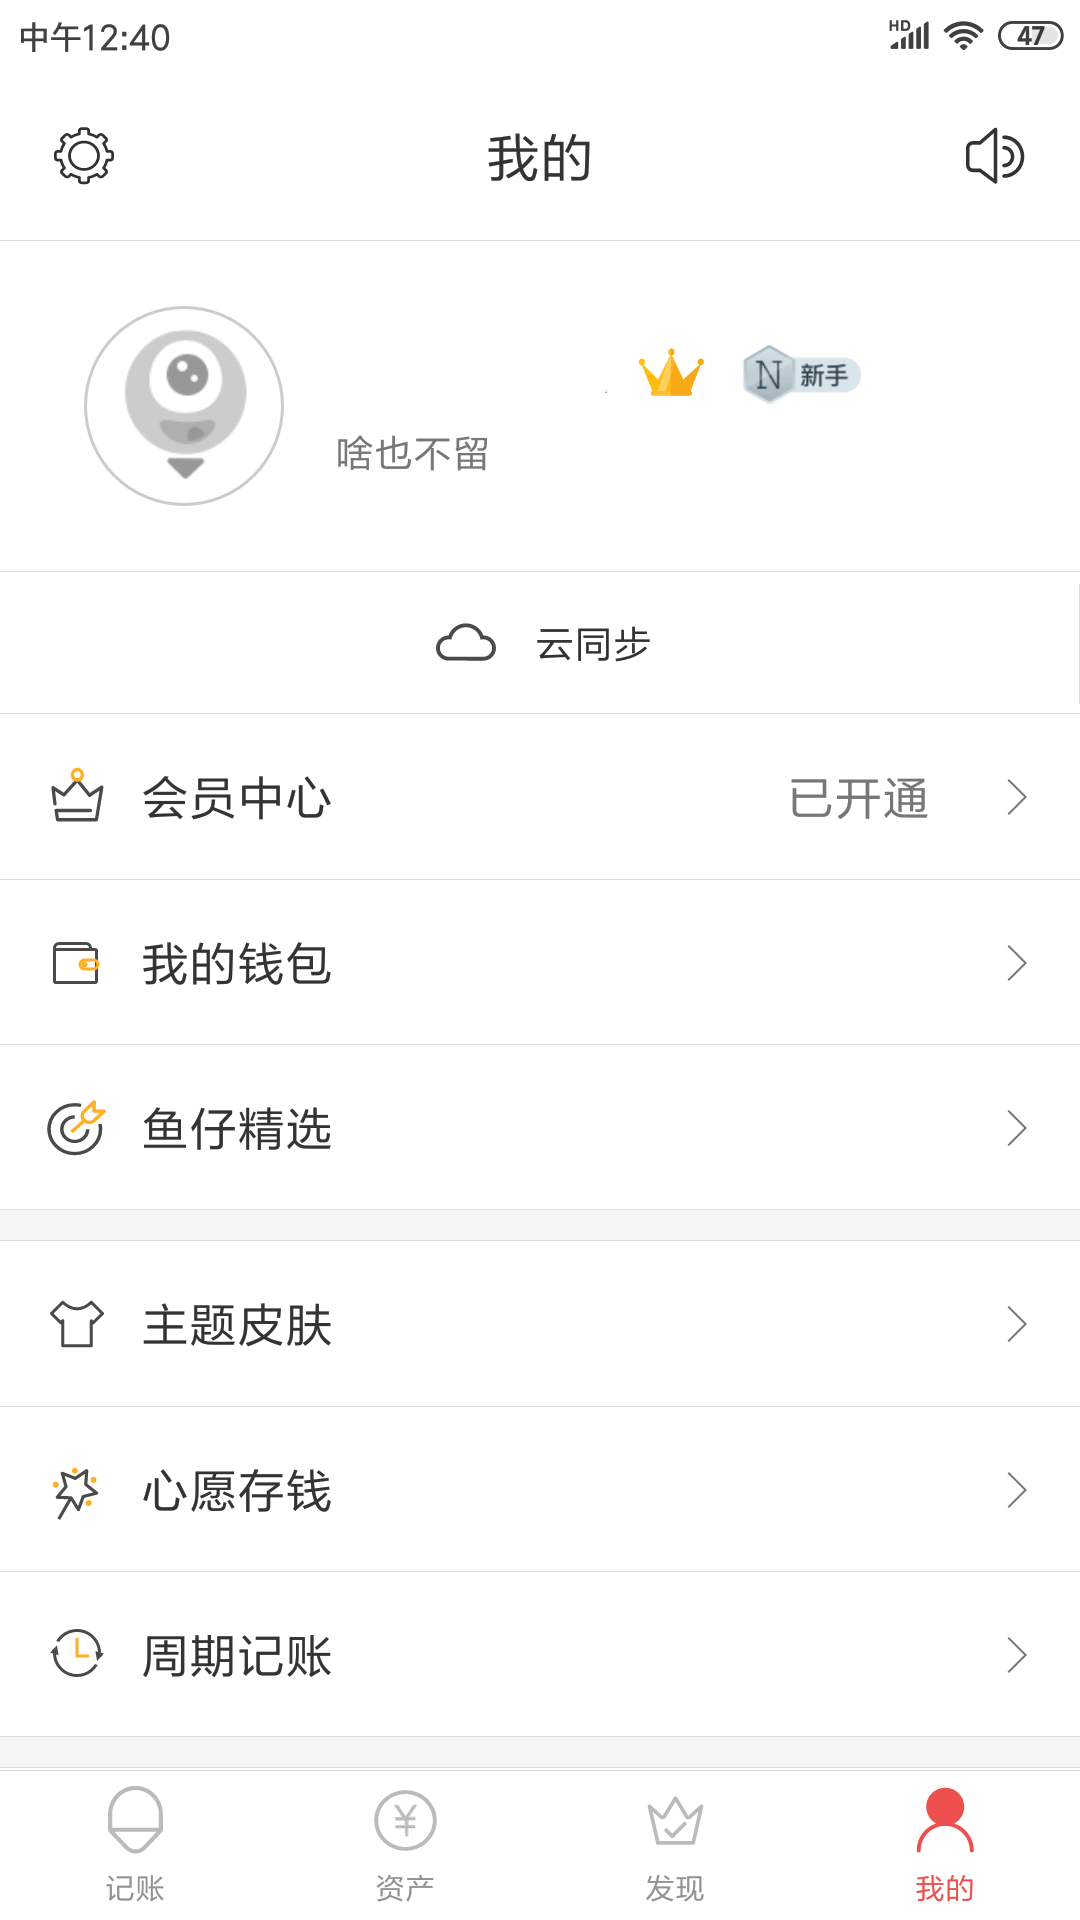 中午12:40
HD
47
我的
N 新手
啥也不留
云同步
会员中心 已开通
我的钱包
鱼仔精选
主题皮肤
心愿存钱
周期记账
记账 资产 发现 我的